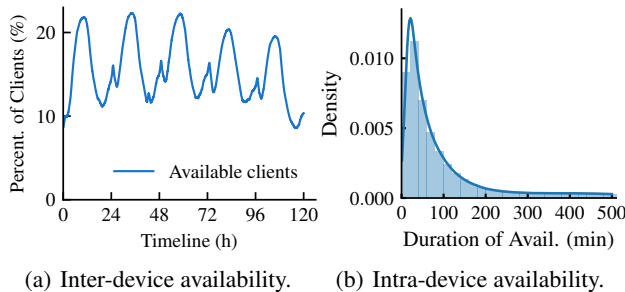 Percent. of Clients (%)
20
10
0
Available clients
0 24 48 72 96 120
Timeline (h)
(a) Inter-device availability.
Density
0.010
0.005
0.000
0 100 200 300 400 500
Duration of Avail. (min)
(b) Intra-device availability.